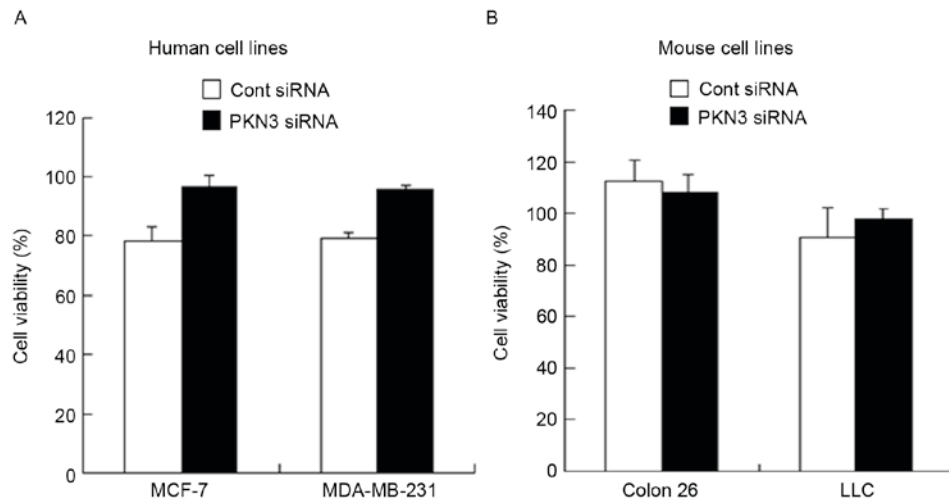 A
Human cell lines
Cont siRNA
PKN3 siRNA
120
100
80
60
40
20
0
Cell viability (%)
MCF-7
MDA-MB-231
B
Mouse cell lines
Cont siRNA
PKN3 siRNA
140
120
100
80
60
40
20
0
Cell viability (%)
Colon 26
LLC